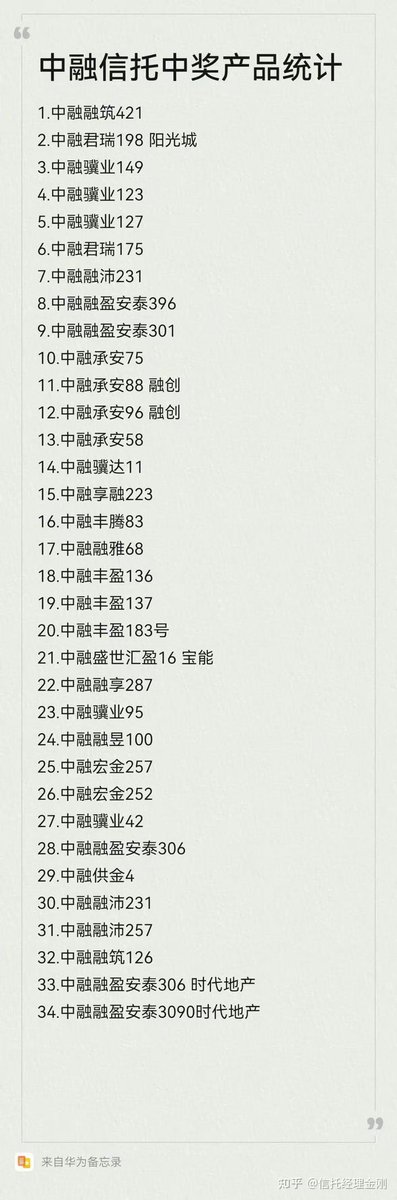 “
中融信托中奖产品统计
1.中融融筑421
2.中融君瑞198 阳光城
3.中融骥业149
4.中融骥业123
5.中融骥业127
6.中融君瑞175
7.中融融沛231
8.中融融盈安泰396
9.中融融盈安泰301
10.中融承安75
11.中融承安88 融创
12.中融承安96 融创
13.中融承安58
14.中融骥达11
15.中融享融223
16.中融丰腾83
17.中融融雅68
18.中融丰盈136
19.中融丰盈137
20.中融丰盈183号
21.中融盛世汇盈16 宝能
22.中融融享287
23.中融骥业95
24.中融融昱100
25.中融宏金257
26.中融宏金252
27.中融骥业42
28.中融融盈安泰306
29.中融供金4
30.中融融沛231
31.中融融沛257
32.中融融筑126
33.中融融盈安泰306 时代地产
34.中融融盈安泰3090时代地产
”
来自华为备忘录
知乎 @信托经理金刚